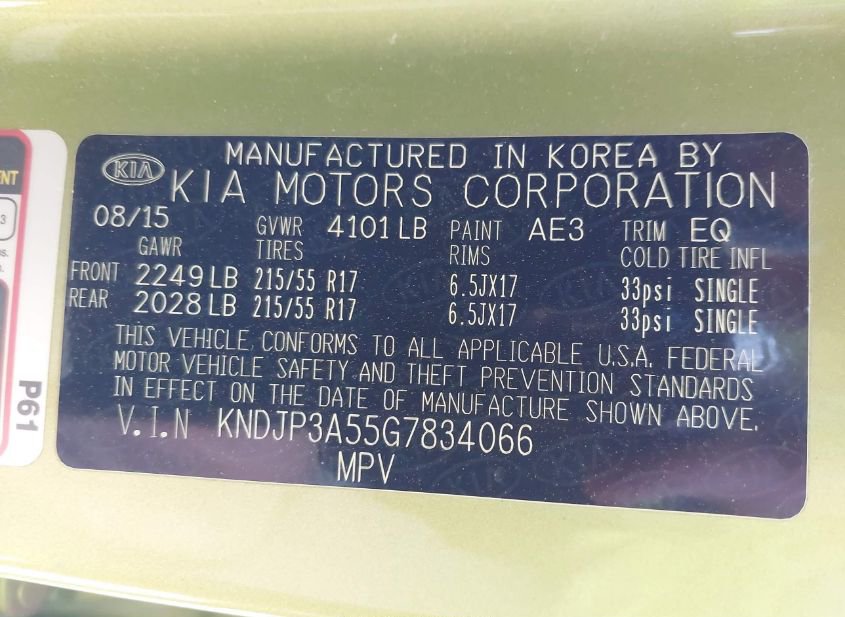 MANUFACTURED IN KOREA BY
KIA KIA MOTORS CORPORATION
08/15 GVWR 4101 LB PAINT AE3 TRIM EQ
GAWR TIRES RIMS COLD TIRE INFL
FRONT 2249 LB 215/55 R17 6.5JX17 33psi SINGLE
REAR 2028 LB 215/55 R17 6.5JX17 33psi SINGLE
THIS VEHICLE CONFORMS TO ALL APPLICABLE U.S.A. FEDERAL
MOTOR VEHICLE SAFETY AND THEFT PREVENTION STANDARDS
IN EFFECT ON THE DATE OF MANUFACTURE SHOWN ABOVE.
V.I.N KNDJP3A55G7834066
MPV
P61
ENT
3